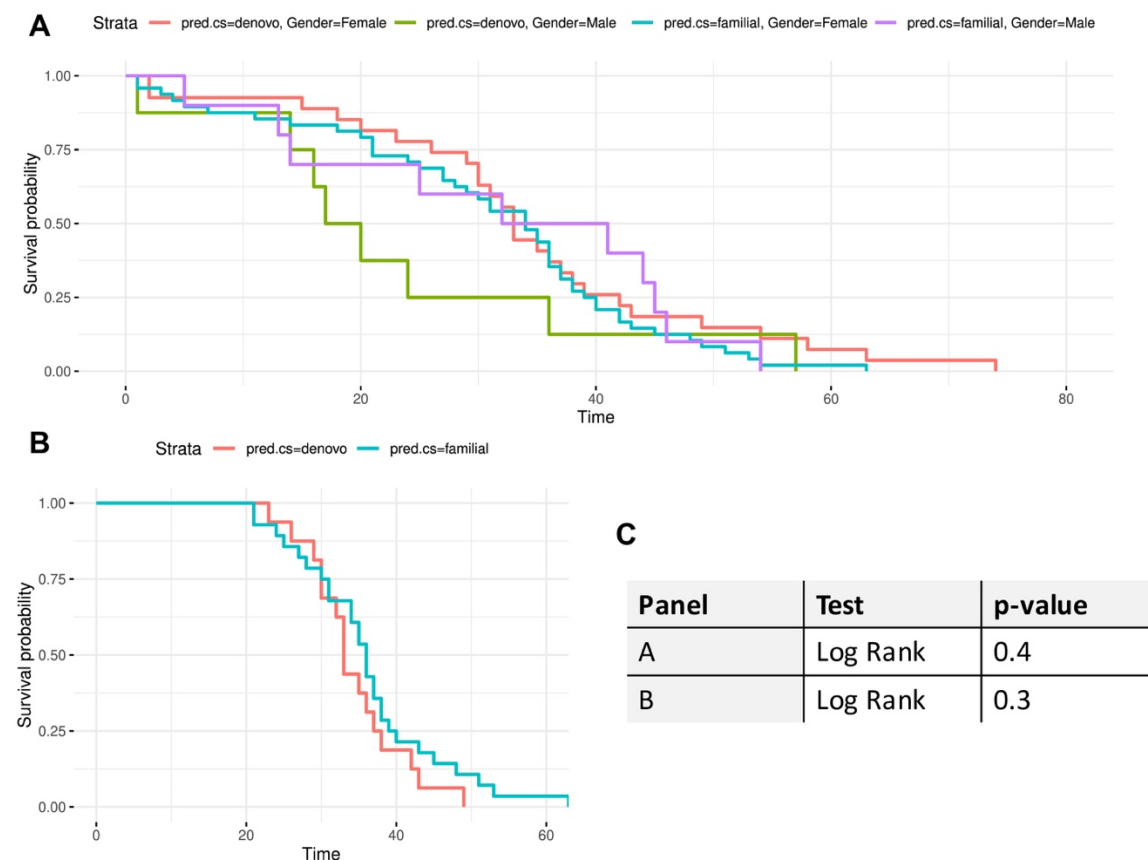 A
Strata pred.cs=denovo, Gender=Female pred.cs=denovo, Gender=Male pred.cs=familial, Gender=Female pred.cs=familial, Gender=Male
Survival probability
1.00
0.75
0.50
0.25
0.00
0 20 40 60 80
Time
B
Strata pred.cs=denovo pred.cs=familial
Survival probability
1.00
0.75
0.50
0.25
0.00
0 20 40 60
Time
C
Panel Test p-value
A Log Rank 0.4
B Log Rank 0.3